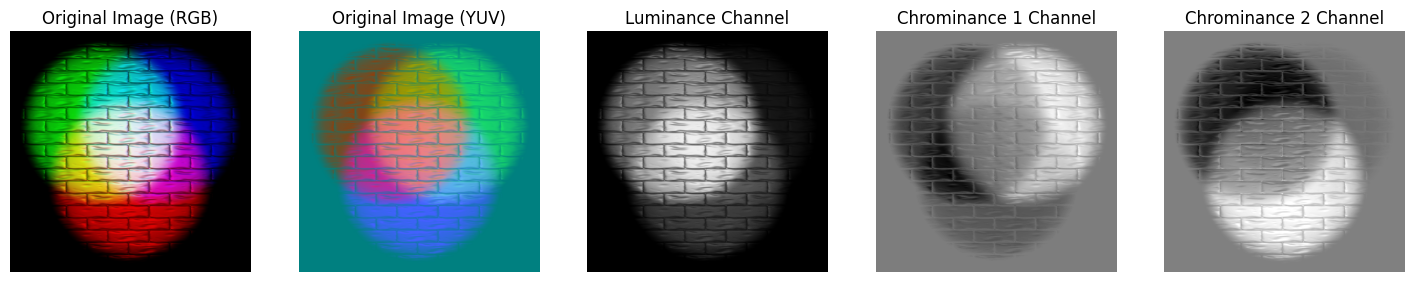 Original Image (RGB)
Original Image (YUV)
Luminance Channel
Chrominance 1 Channel
Chrominance 2 Channel